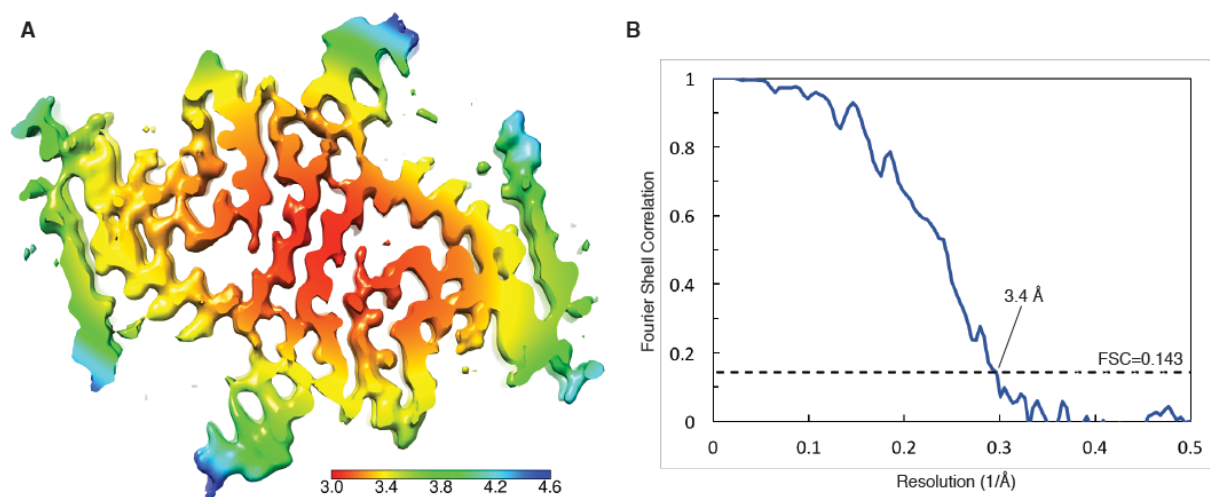 A
3.0 3.4 3.8 4.2 4.6
B
Fourier Shell Correlation
1
0.8
0.6
0.4
0.2
0
3.4 Å
FSC=0.143
0 0.1 0.2 0.3 0.4 0.5
Resolution (1/Å)